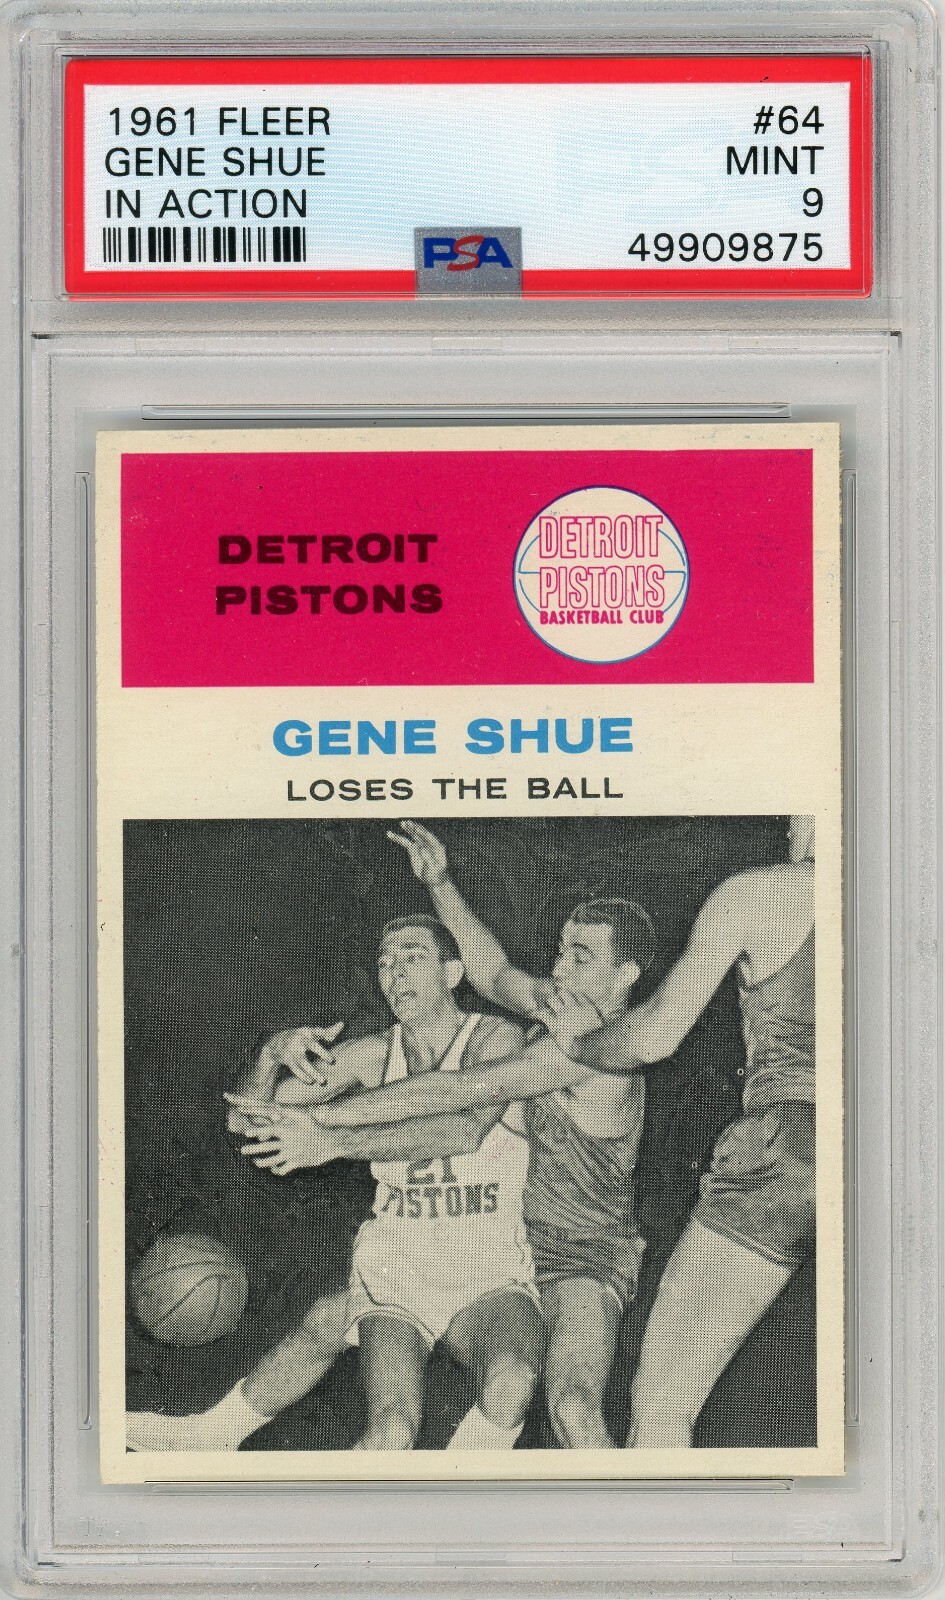 1961 FLEER #64
GENE SHUE MINT
IN ACTION 9
PSA 49909875
DETROIT
PISTONS
DETROIT
PISTONS
BASKETBALL CLUB
GENE SHUE
LOSES THE BALL
21
PISTONS